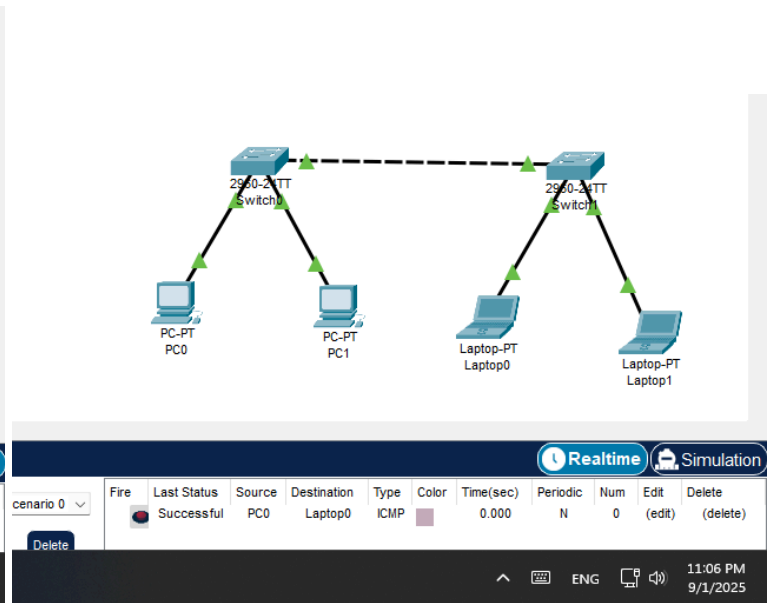 2950-24TT
Switch0
2950-24TT
Switch1
PC-PT
PC0
PC-PT
PC1
Laptop-PT
Laptop0
Laptop-PT
Laptop1
Realtime
Simulation
cenario 0
Delete
Fire Last Status Source Destination Type Color Time(sec) Periodic Num Edit Delete
Successful PC0 Laptop0 ICMP 0.000 N 0 (edit) (delete)
ENG
11:06 PM
9/1/2025